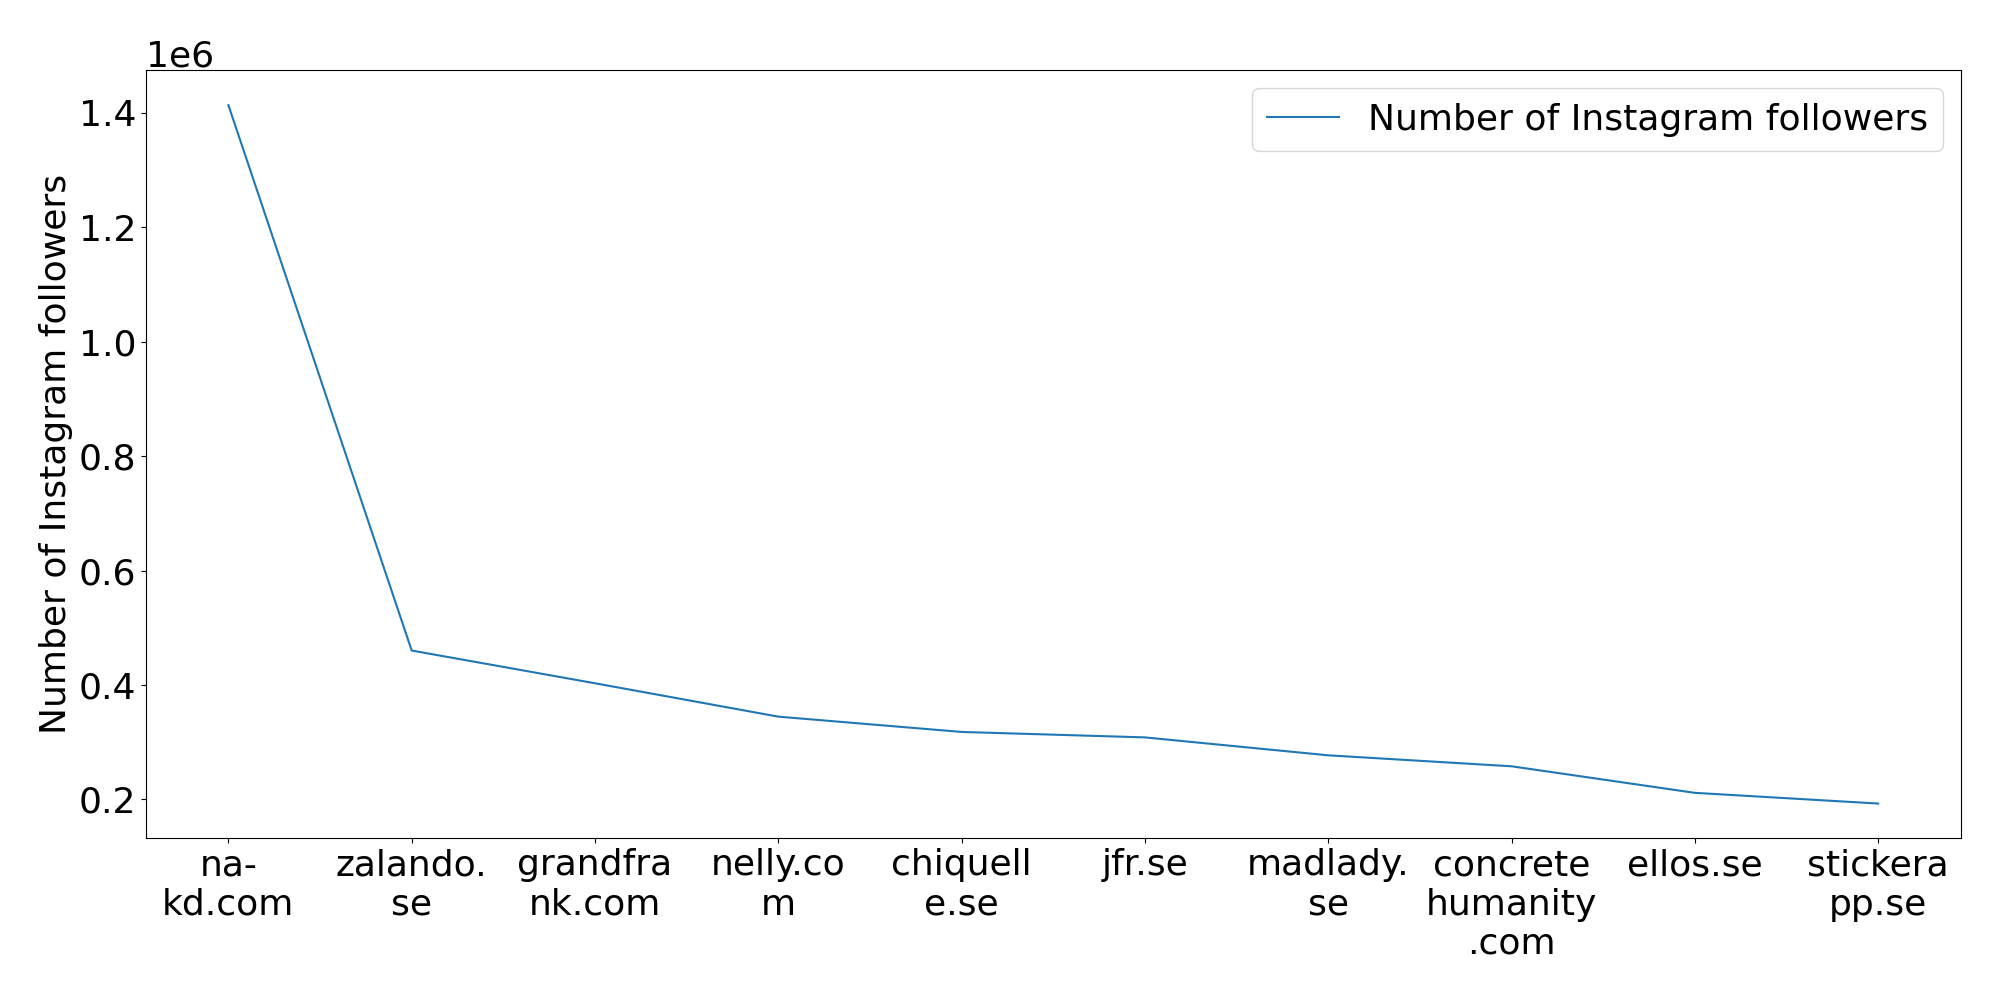 1e6
Number of Instagram followers
1.4
1.2
1.0
0.8
0.6
0.4
0.2
Number of Instagram followers
na-
kd.com
zalando.
se
grandfra
nk.com
nelly.co
m
chiquell
e.se
jfr.se
madlady.
se
concrete
humanity
.com
ellos.se
stickera
pp.se